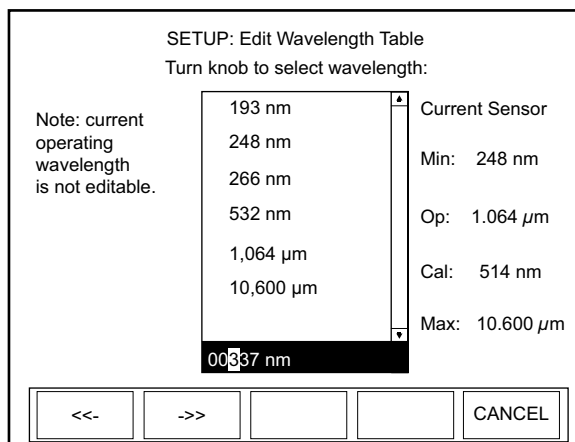 SETUP: Edit Wavelength Table
Turn knob to select wavelength:
Note: current
operating
wavelength
is not editable.
193 nm
248 nm
266 nm
532 nm
1,064 µm
10,600 µm
00337 nm
Current Sensor
Min: 248 nm
Op: 1.064 µm
Cal: 514 nm
Max: 10.600 µm
<<-
->>
CANCEL